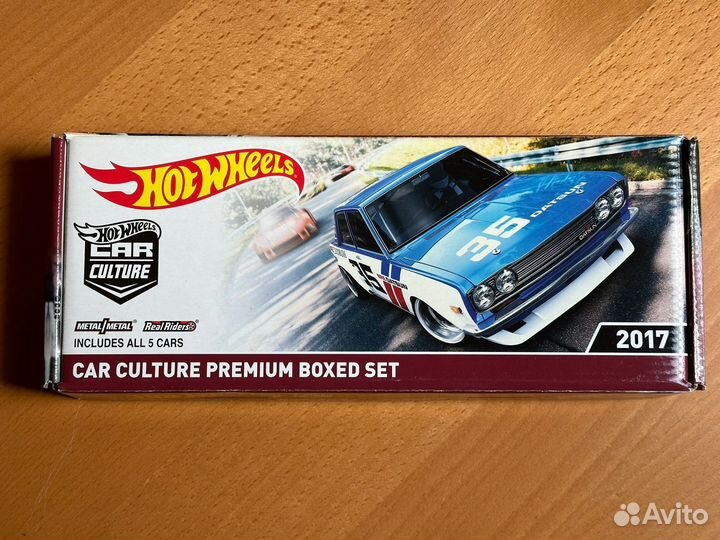 HOT WHEELS
HOT WHEELS
CAR
CULTURE
METAL/METAL Real Riders
INCLUDES ALL 5 CARS
CAR CULTURE PREMIUM BOXED SET
2017
35 DATSUN
35
Avito